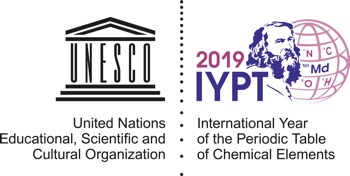 UNESCO
United Nations
Educational, Scientific and
Cultural Organization
2019
IYPT
N C
101 Md
O H
International Year
of the Periodic Table
of Chemical Elements